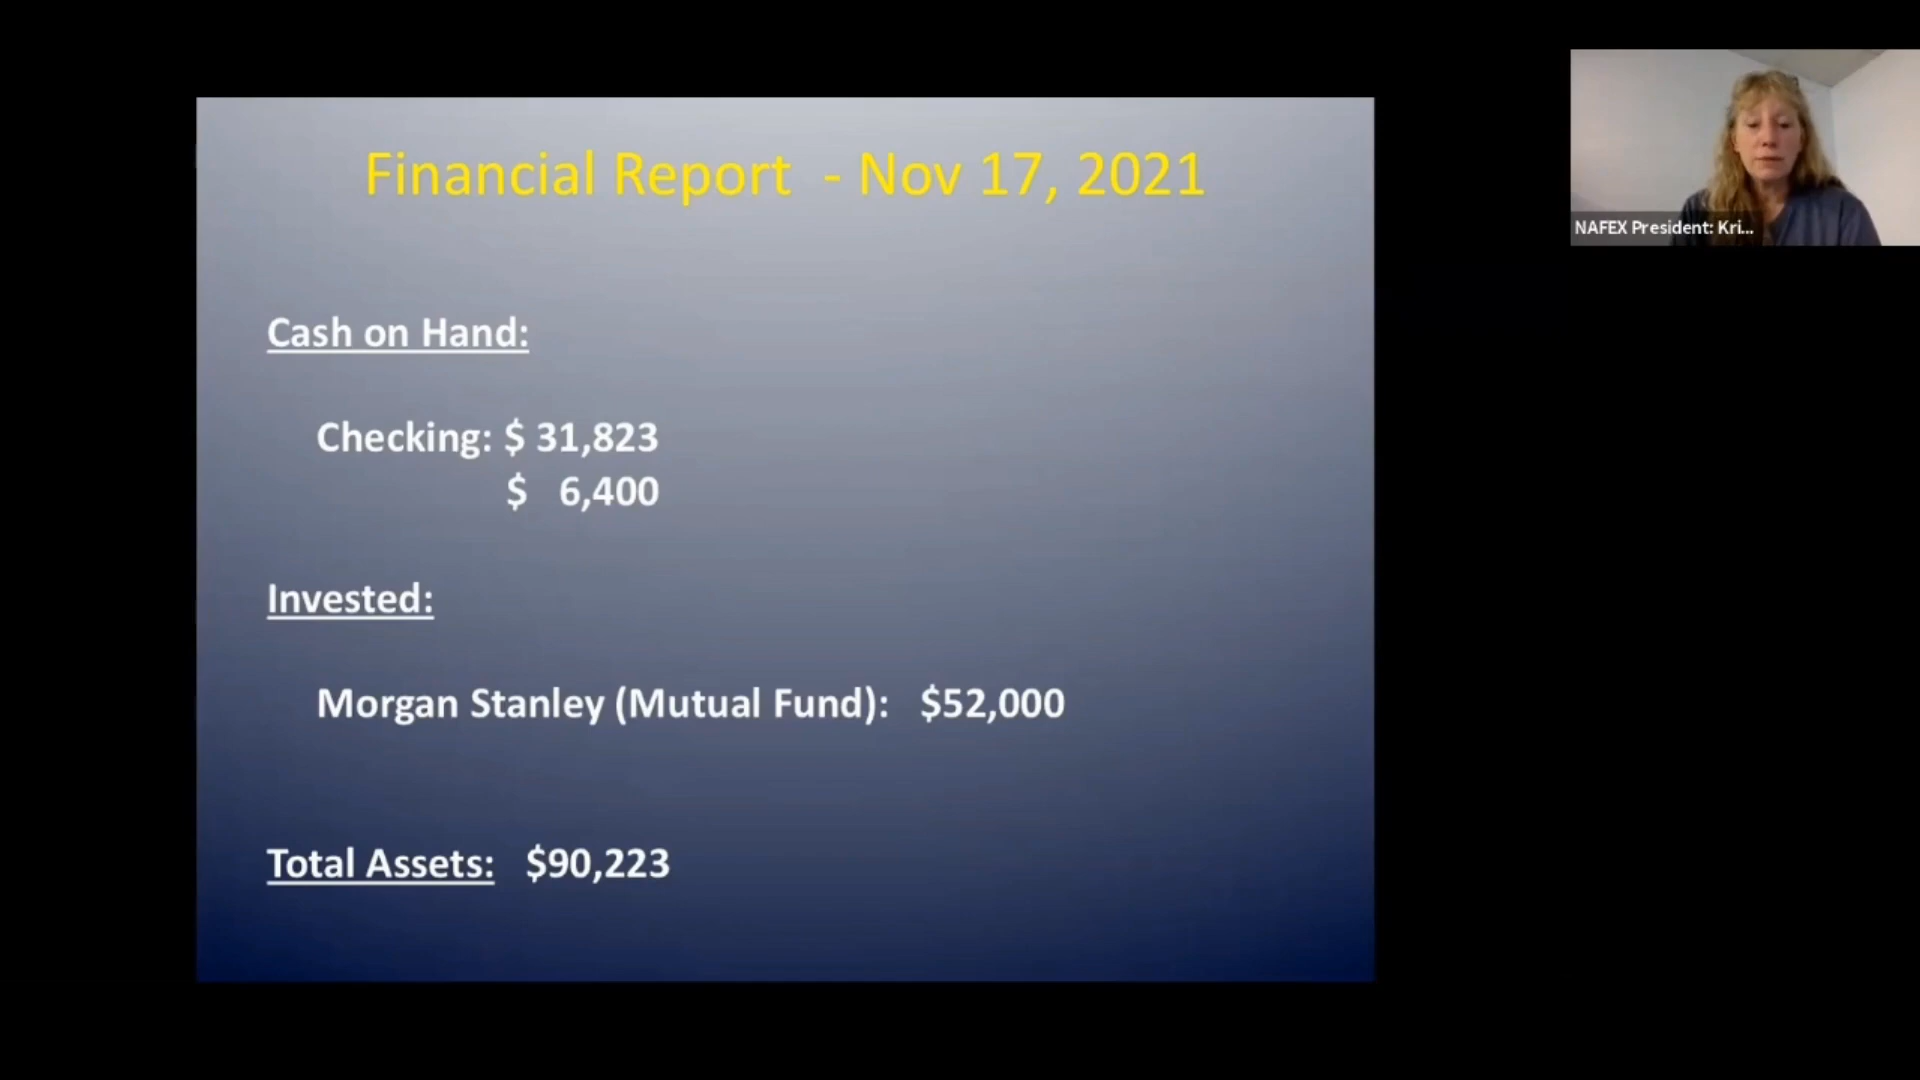 Financial Report - Nov 17, 2021
NAFEX President: Kri...
Cash on Hand:
Checking: $ 31,823
$ 6,400
Invested:
Morgan Stanley (Mutual Fund): $52,000
Total Assets: $90,223